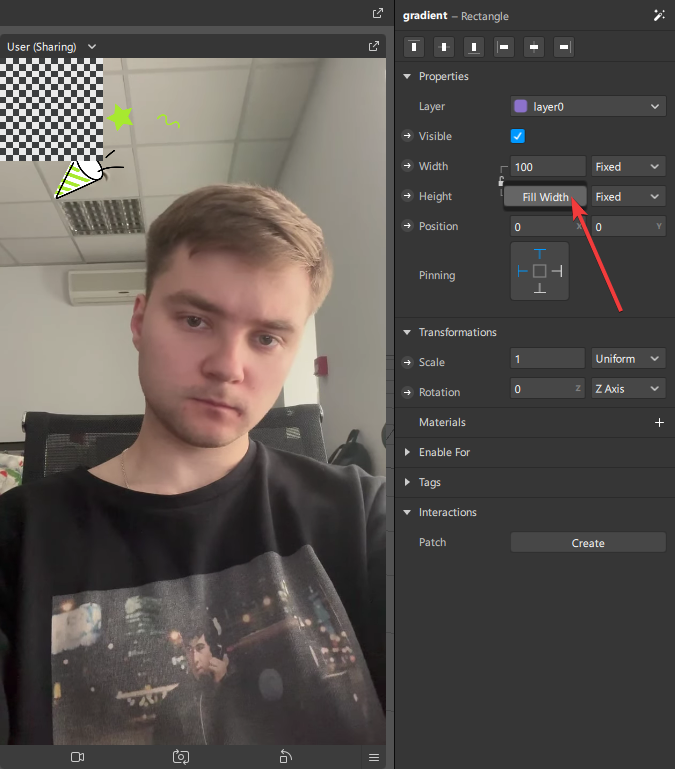 gradient – Rectangle
User (Sharing)
Properties
Layer
layer0
Visible
Width
100
Fixed
Height
Fill Width
Fixed
Position
0
X
0
Y
Pinning
Transformations
Scale
1
Uniform
Rotation
0
Z
Z Axis
Materials
Enable For
Tags
Interactions
Patch
Create